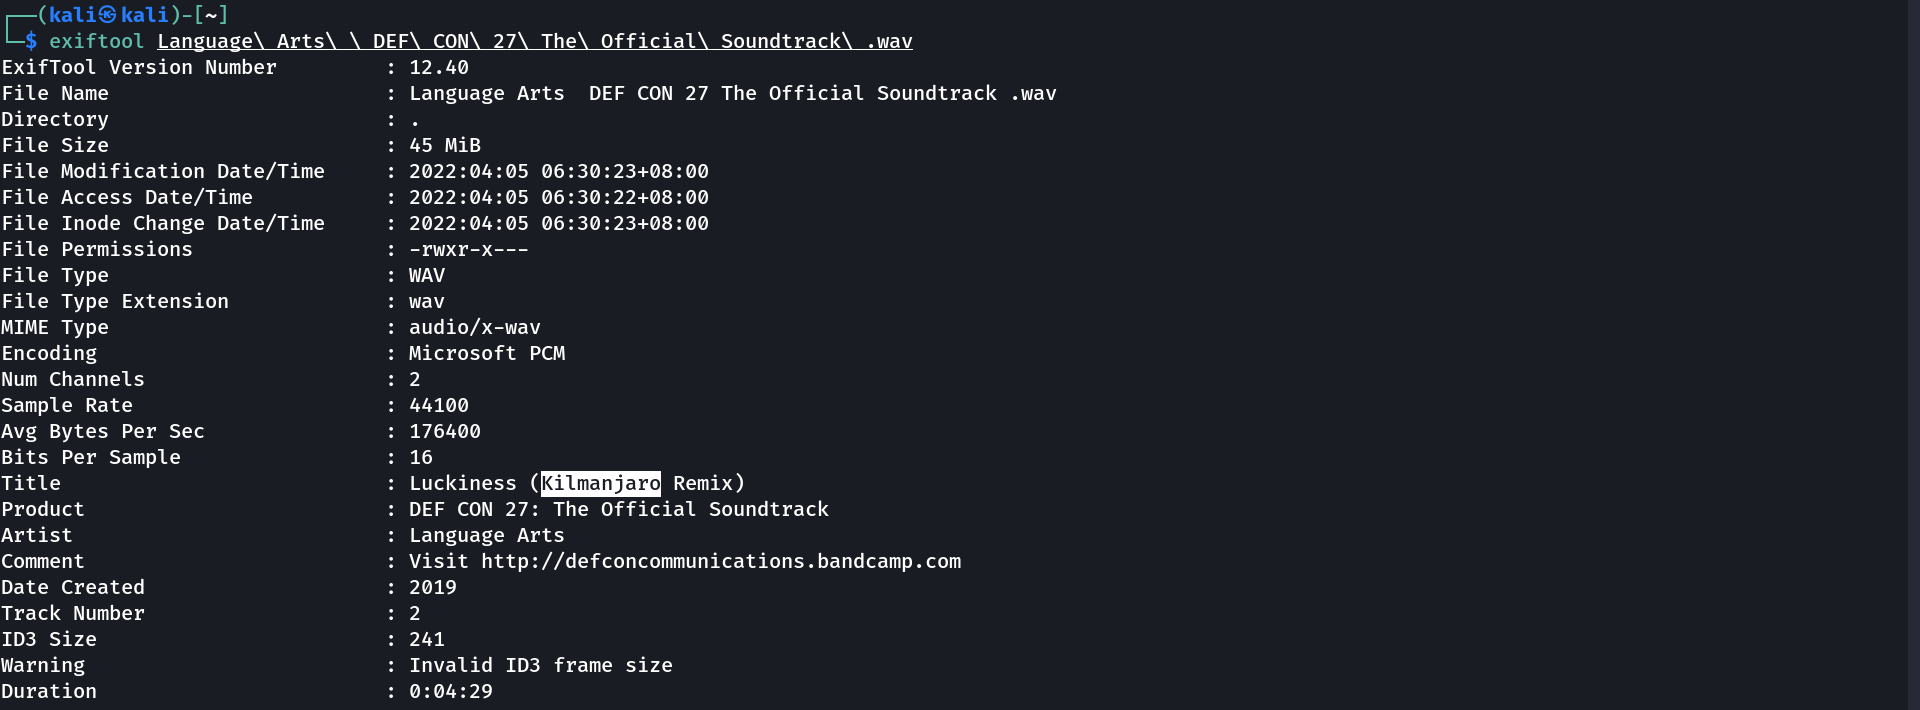 ┌──(kali㉿kali)-[~]
└─$ exiftool Language\ Arts\ \ DEF\ CON\ 27\ The\ Official\ Soundtrack\ .wav
ExifTool Version Number         : 12.40
File Name                       : Language Arts  DEF CON 27 The Official Soundtrack .wav
Directory                       : .
File Size                       : 45 MiB
File Modification Date/Time     : 2022:04:05 06:30:23+08:00
File Access Date/Time           : 2022:04:05 06:30:22+08:00
File Inode Change Date/Time     : 2022:04:05 06:30:23+08:00
File Permissions                : -rwxr-x---
File Type                       : WAV
File Type Extension             : wav
MIME Type                       : audio/x-wav
Encoding                        : Microsoft PCM
Num Channels                    : 2
Sample Rate                     : 44100
Avg Bytes Per Sec               : 176400
Bits Per Sample                 : 16
Title                           : Luckiness (Kilmanjaro Remix)
Product                         : DEF CON 27: The Official Soundtrack
Artist                          : Language Arts
Comment                         : Visit http://defconcommunications.bandcamp.com
Date Created                    : 2019
Track Number                    : 2
ID3 Size                        : 241
Warning                         : Invalid ID3 frame size
Duration                        : 0:04:29